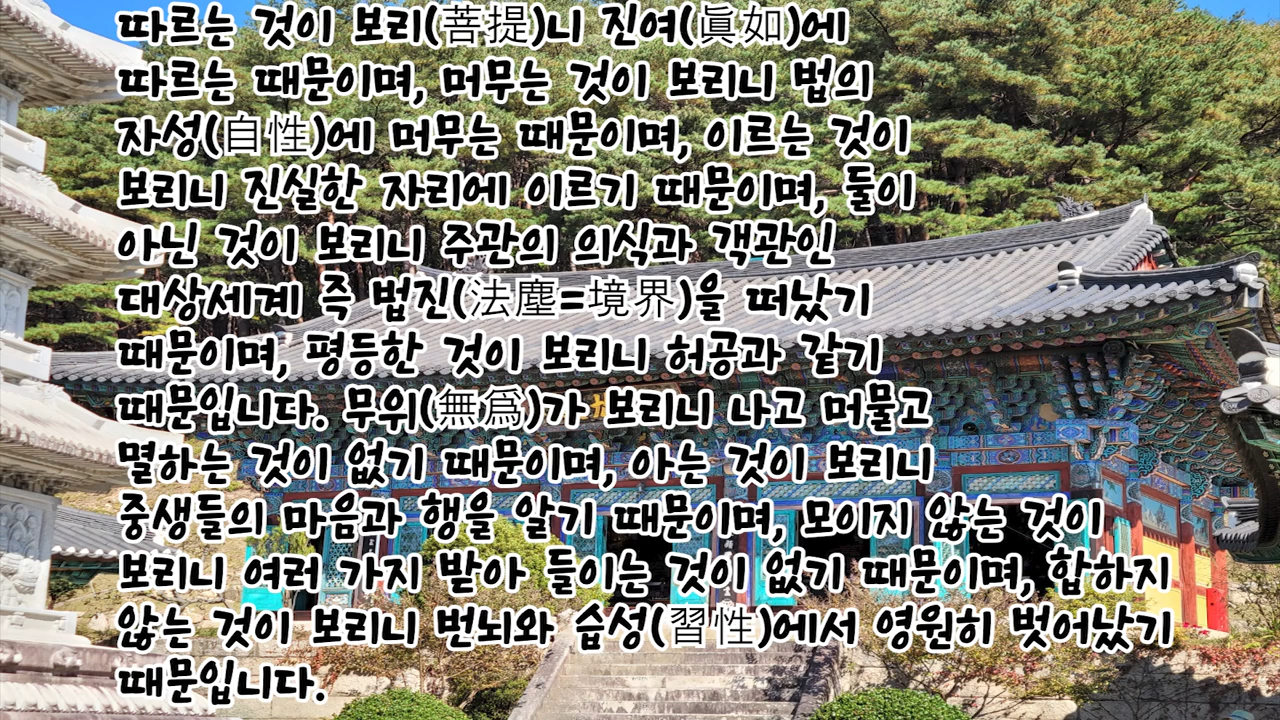 따르는 것이 보리(菩提)니 진여(眞如)에
따르는 때문이며, 머무는 것이 보리니 법의
자성(自性)에 머무는 때문이며, 이르는 것이
보리니 진실한 자리에 이르기 때문이며, 둘이
아닌 것이 보리니 주관의 의식과 객관인
대상세계 즉 법진(法塵=境界)을 떠났기
때문이며, 평등한 것이 보리니 허공과 같기
때문입니다. 무위(無爲)가 보리니 나고 머물고
멸하는 것이 없기 때문이며, 아는 것이 보리니
중생들의 마음과 행을 알기 때문이며, 모이지 않는 것이
보리니 여러 가지 받아 들이는 것이 없기 때문이며, 합하지
않는 것이 보리니 번뇌와 습성(習性)에서 영원히 벗어났기
때문입니다.